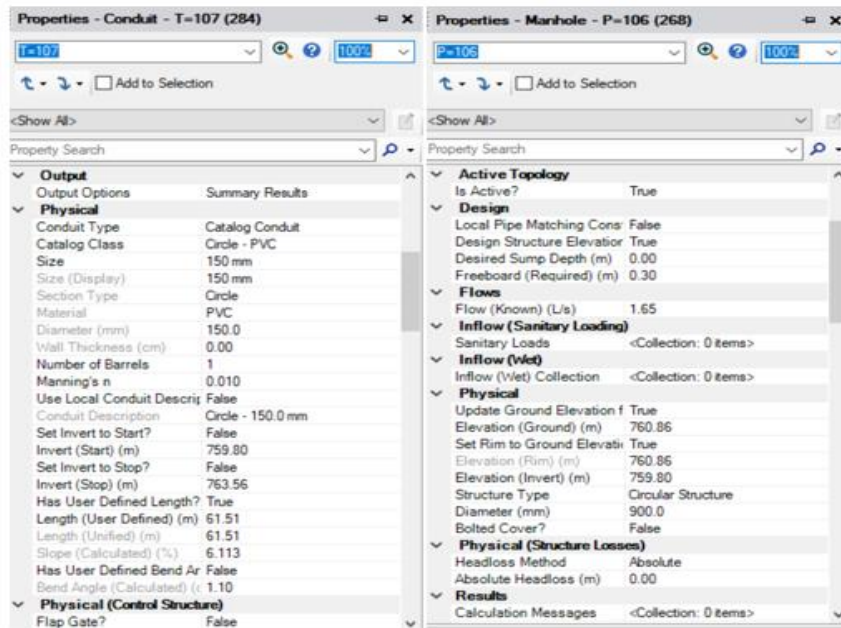 Properties - Conduit - T=107 (284)
T=107
100%
Add to Selection
<Show All>
Property Search
Output
Output Options Summary Results
Physical
Conduit Type Catalog Conduit
Catalog Class Circle - PVC
Size 150 mm
Size (Display) 150 mm
Section Type Circle
Material PVC
Diameter (mm) 150.0
Wall Thickness (cm) 0.00
Number of Barrels 1
Manning's n 0.010
Use Local Conduit Descrip False
Conduit Description Circle - 150.0 mm
Set Invert to Start? False
Invert (Start) (m) 759.80
Set Invert to Stop? False
Invert (Stop) (m) 763.56
Has User Defined Length? True
Length (User Defined) (m) 61.51
Length (Unified) (m) 61.51
Slope (Calculated) (%) 6.113
Has User Defined Bend Ar False
Bend Angle (Calculated) (c 1.10
Physical (Control Structure)
Flap Gate? False
Properties - Manhole - P=106 (268)
P=106
100%
Add to Selection
<Show All>
Property Search
Active Topology
Is Active? True
Design
Local Pipe Matching Cons False
Design Structure Elevation True
Desired Sump Depth (m) 0.00
Freeboard (Required) (m) 0.30
Flows
Flow (Known) (L/s) 1.65
Inflow (Sanitary Loading)
Sanitary Loads <Collection: 0 items>
Inflow (Wet)
Inflow (Wet) Collection <Collection: 0 items>
Physical
Update Ground Elevation f True
Elevation (Ground) (m) 760.86
Set Rim to Ground Elevati True
Elevation (Rim) (m) 760.86
Elevation (Invert) (m) 759.80
Structure Type Circular Structure
Diameter (mm) 900.0
Bolted Cover? False
Physical (Structure Losses)
Headloss Method Absolute
Absolute Headloss (m) 0.00
Results
Calculation Messages <Collection: 0 items>